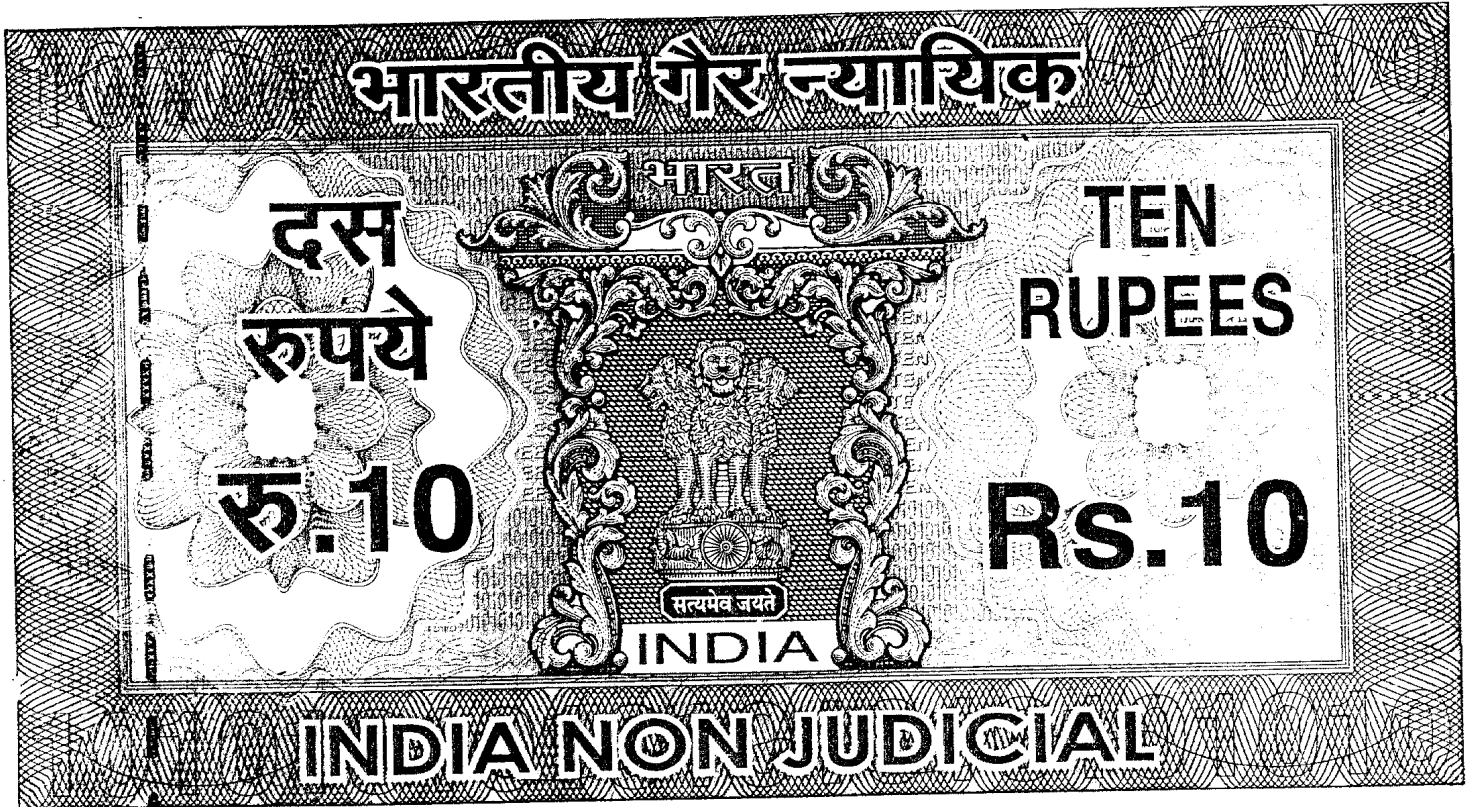 भारतीय गैर न्यायिक
भारत
दस
रुपये
रु.10
TEN
RUPEES
Rs.10
सत्यमेव जयते
INDIA
INDIA NON JUDICIAL